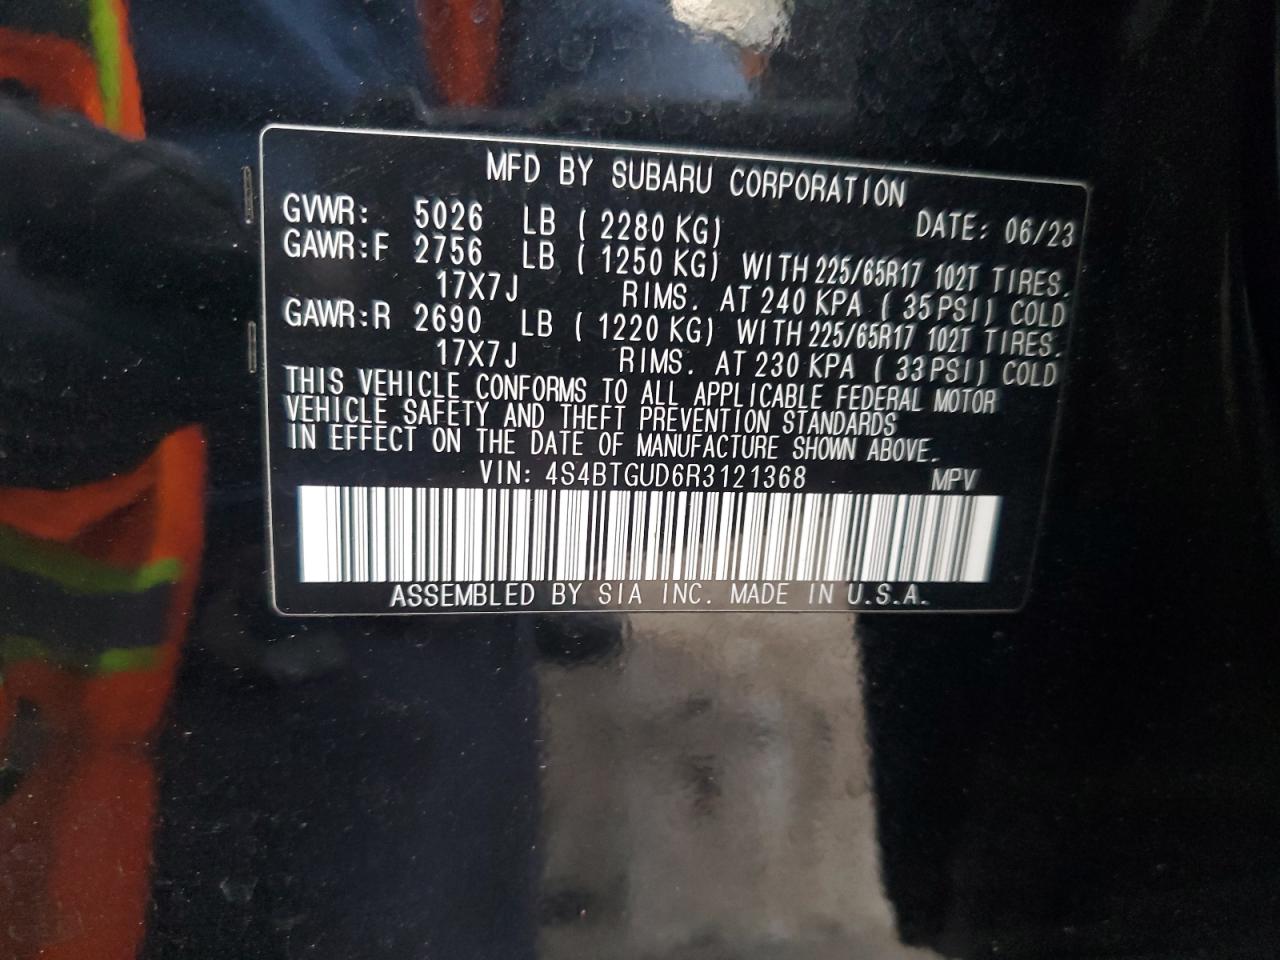 MFD BY SUBARU CORPORATION
GVWR: 5026 LB ( 2280 KG) DATE: 06/23
GAWR:F 2756 LB ( 1250 KG) WITH 225/65R17 102T TIRES.
17X7J RIMS. AT 240 KPA ( 35 PSI) COLD
GAWR:R 2690 LB ( 1220 KG) WITH 225/65R17 102T TIRES.
17X7J RIMS. AT 230 KPA ( 33 PSI) COLD
THIS VEHICLE CONFORMS TO ALL APPLICABLE FEDERAL MOTOR
VEHICLE SAFETY AND THEFT PREVENTION STANDARDS
IN EFFECT ON THE DATE OF MANUFACTURE SHOWN ABOVE.
VIN: 4S4BTGUD6R3121368 MPV
ASSEMBLED BY SIA INC. MADE IN U.S.A.